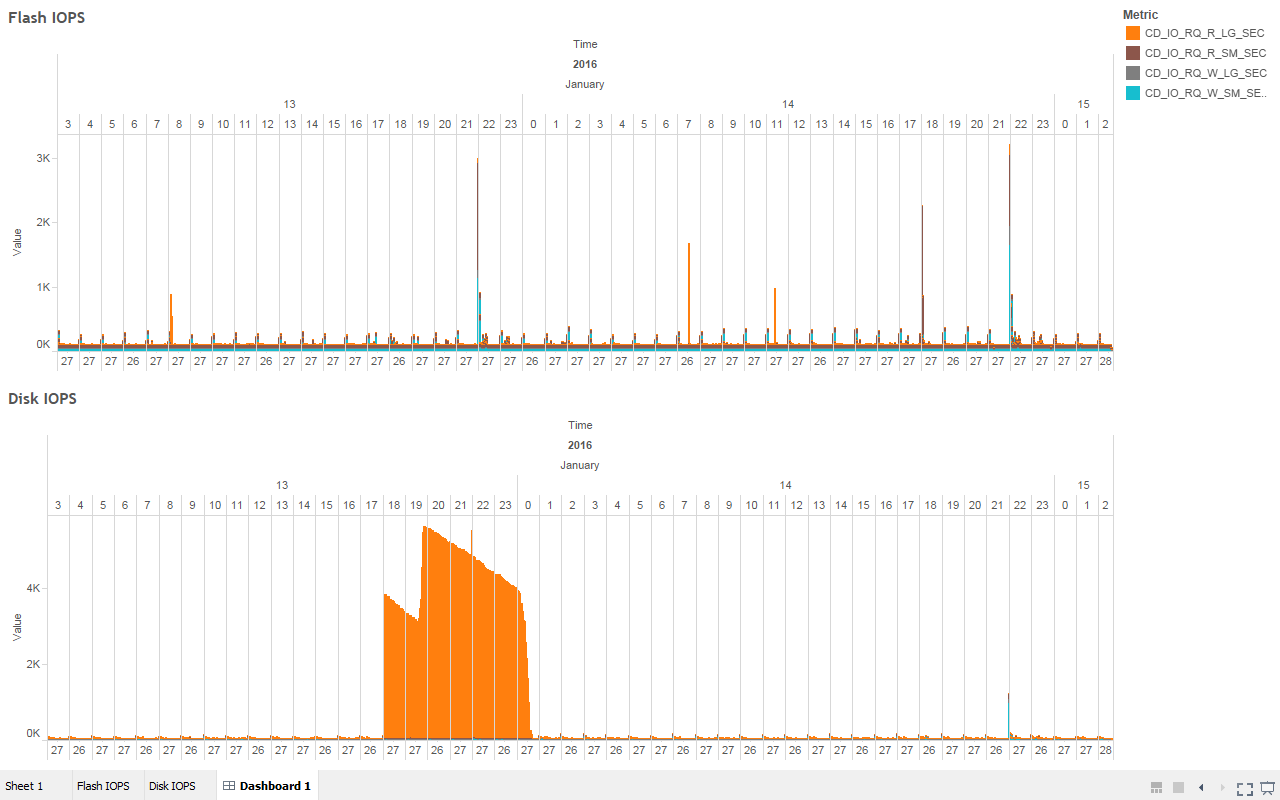 Flash IOPS
Metric
CD_IO_RQ_R_LG_SEC
CD_IO_RQ_R_SM_SEC
CD_IO_RQ_W_LG_SEC
CD_IO_RQ_W_SM_SE..
Time
2016
January
13 14 15
3 4 5 6 7 8 9 10 11 12 13 14 15 16 17 18 19 20 21 22 23 0 1 2 3 4 5 6 7 8 9 10 11 12 13 14 15 16 17 18 19 20 21 22 23 0 1 2
3K
2K
Value
1K
0K
27 27 27 26 27 27 27 27 27 26 27 27 27 27 27 26 27 27 27 27 27 26 27 27 27 27 27 27 26 27 27 27 27 27 26 27 27 27 27 27 26 27 27 27 27 27 27 28
Disk IOPS
Time
2016
January
13 14 15
3 4 5 6 7 8 9 10 11 12 13 14 15 16 17 18 19 20 21 22 23 0 1 2 3 4 5 6 7 8 9 10 11 12 13 14 15 16 17 18 19 20 21 22 23 0 1 2
4K
Value
2K
0K
27 26 27 27 26 27 26 27 26 27 26 27 27 26 26 27 27 26 27 27 26 27 27 26 27 26 27 26 27 27 26 27 26 27 26 27 27 26 27 26 27 26 27 27 26 27 27 28
Sheet 1 Flash IOPS Disk IOPS Dashboard 1